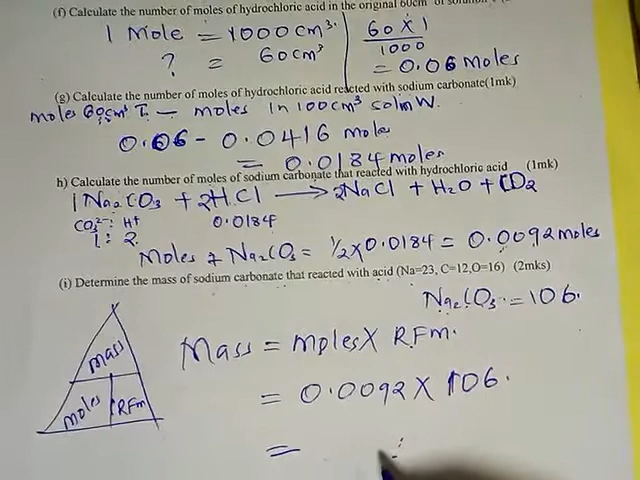 (f) Calculate the number of moles of hydrochloric acid in the original 60cm³ of solution
1 Mole = 1000cm³.
? = 60cm³
60 X 1
1000
= 0.06 moles
(g) Calculate the number of moles of hydrochloric acid reacted with sodium carbonate(1mk)
moles 60cm³ T. — moles in 100cm³ soln W.
0.06 - 0.0416 moles
= 0.0184 moles
h) Calculate the number of moles of sodium carbonate that reacted with hydrochloric acid (1mk)
1Na₂CO₃ + 2HCl → 2NaCl + H₂O + CO₂
CO₃²⁻: H⁺ 0.0184
1 : 2
Moles of Na₂CO₃ = ½ X 0.0184 = 0.0092 moles
(i) Determine the mass of sodium carbonate that reacted with acid (Na=23, C=12,O=16) (2mks)
Na₂CO₃ = 106.
mass
moles RFm
Mass = moles X RFm.
= 0.0092 X 106.
=